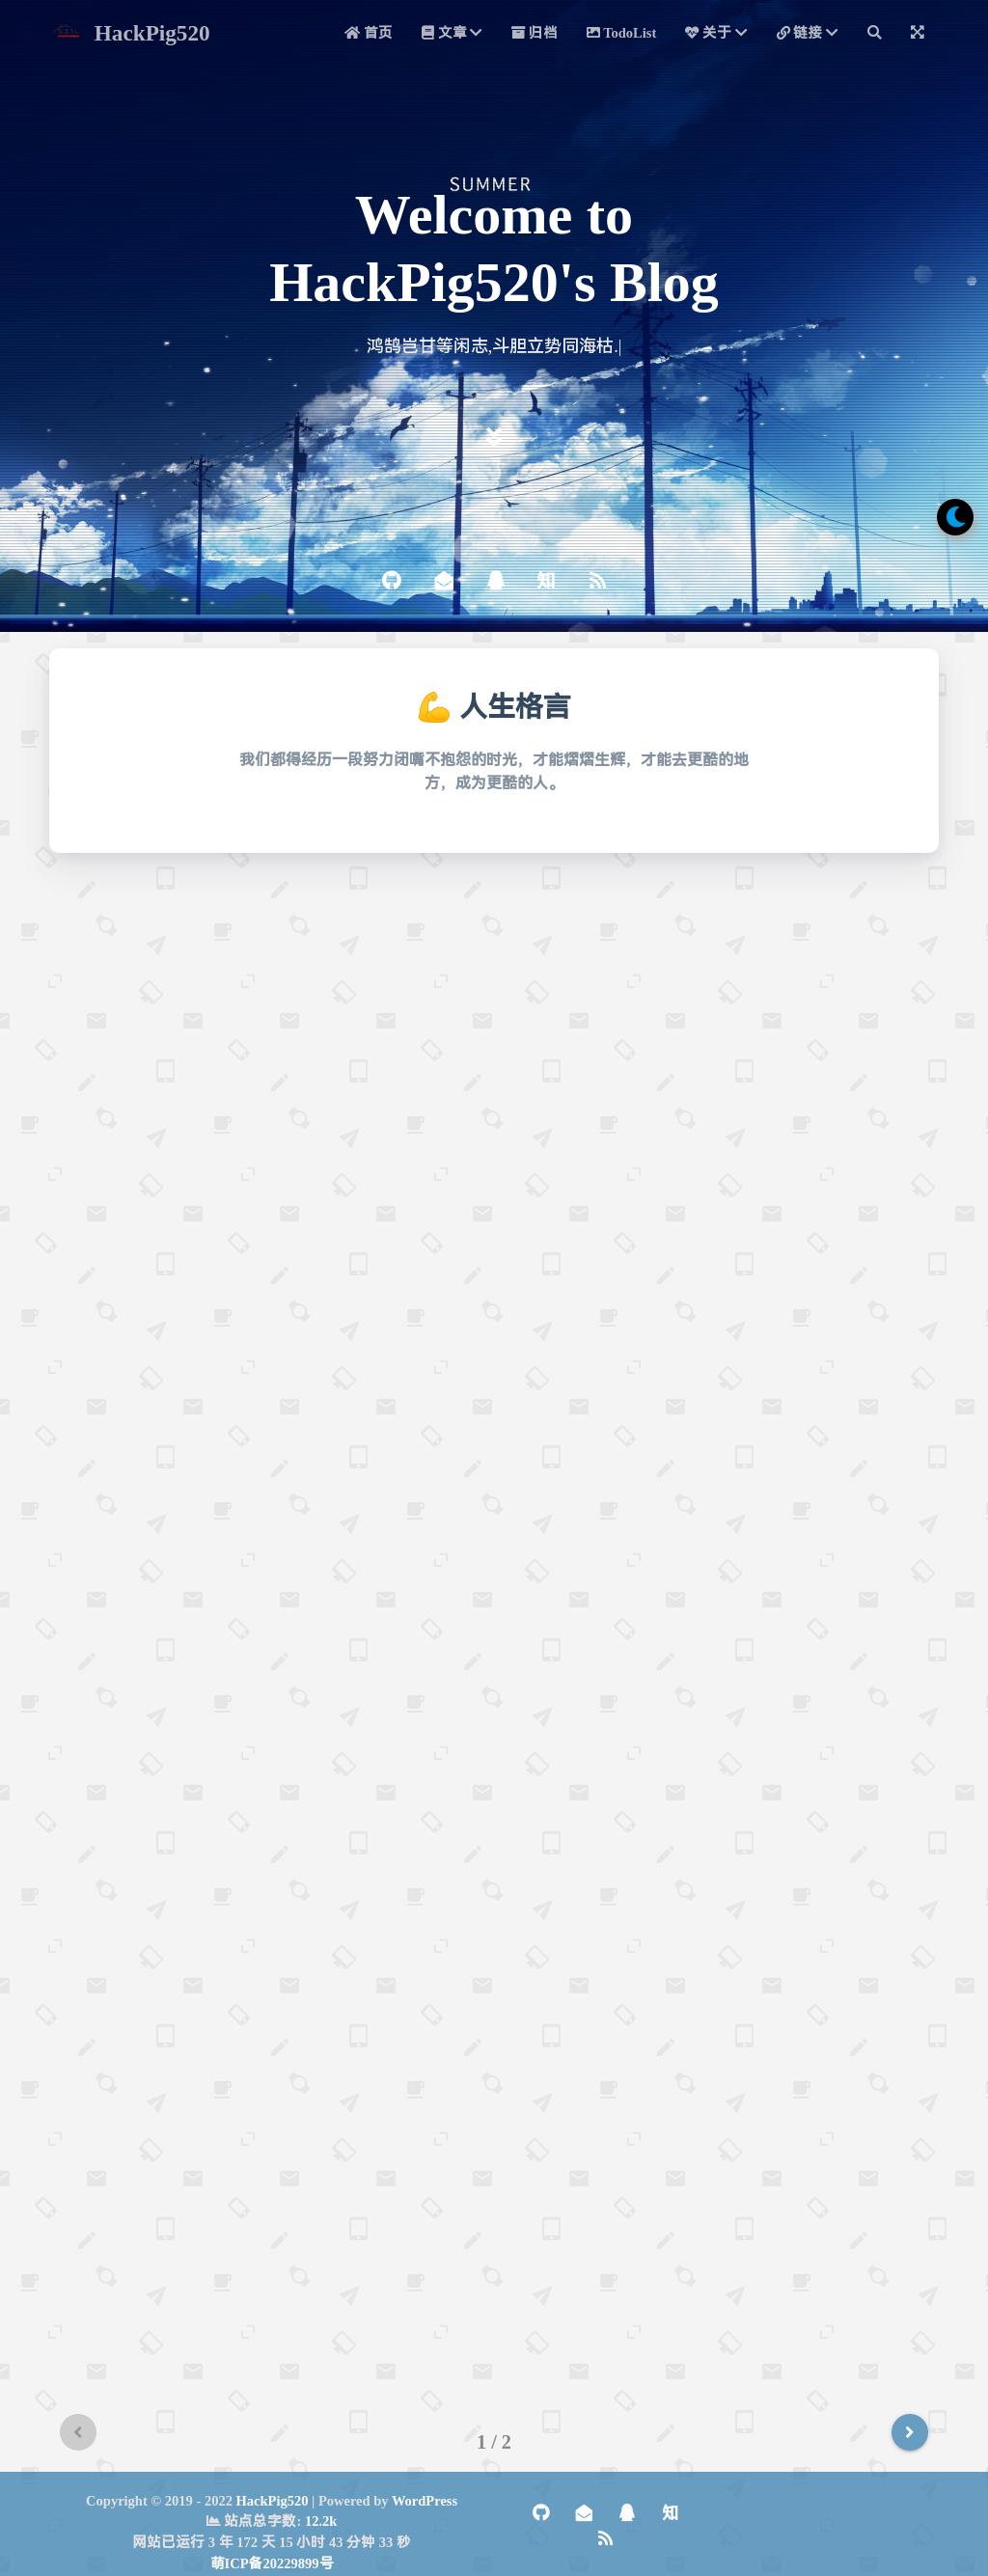 HackPig520 首页 文章 归档 TodoList 关于 链接
SUMMER
Welcome to
HackPig520's Blog
鸿鹄岂甘等闲志,斗胆立势同海枯.|
知
💪 人生格言
我们都得经历一段努力闭嘴不抱怨的时光，才能熠熠生辉，才能去更酷的地
方，成为更酷的人。
1 / 2
Copyright © 2019 - 2022 HackPig520 | Powered by WordPress
站点总字数: 12.2k
网站已运行 3 年 172 天 15 小时 43 分钟 33 秒
萌ICP备20229899号
知